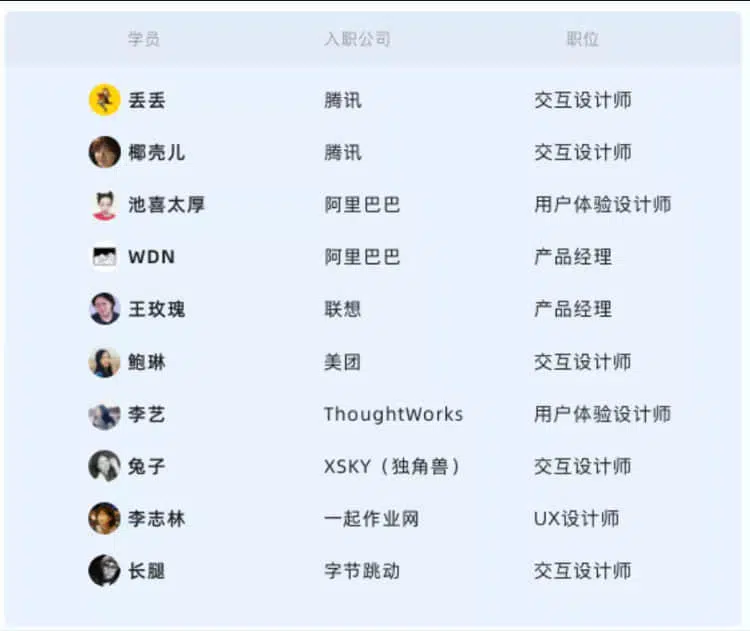 学员 入职公司 职位
丢丢 腾讯 交互设计师
椰壳儿 腾讯 交互设计师
池喜太厚 阿里巴巴 用户体验设计师
WDN 阿里巴巴 产品经理
王玫瑰 联想 产品经理
鲍琳 美团 交互设计师
李艺 ThoughtWorks 用户体验设计师
兔子 XSKY（独角兽） 交互设计师
李志林 一起作业网 UX设计师
长腿 字节跳动 交互设计师